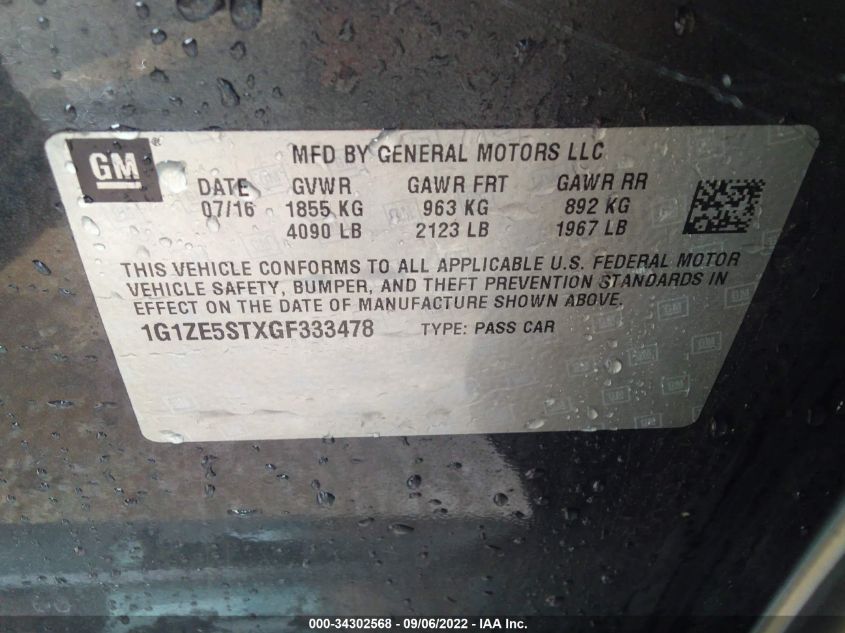 GM
MFD BY GENERAL MOTORS LLC
DATE GVWR GAWR FRT GAWR RR
07/16 1855 KG 963 KG 892 KG
4090 LB 2123 LB 1967 LB
THIS VEHICLE CONFORMS TO ALL APPLICABLE U.S. FEDERAL MOTOR
VEHICLE SAFETY, BUMPER, AND THEFT PREVENTION STANDARDS IN
EFFECT ON THE DATE OF MANUFACTURE SHOWN ABOVE.
1G1ZE5STXGF333478 TYPE: PASS CAR
000-34302568 - 09/06/2022 - IAA Inc.